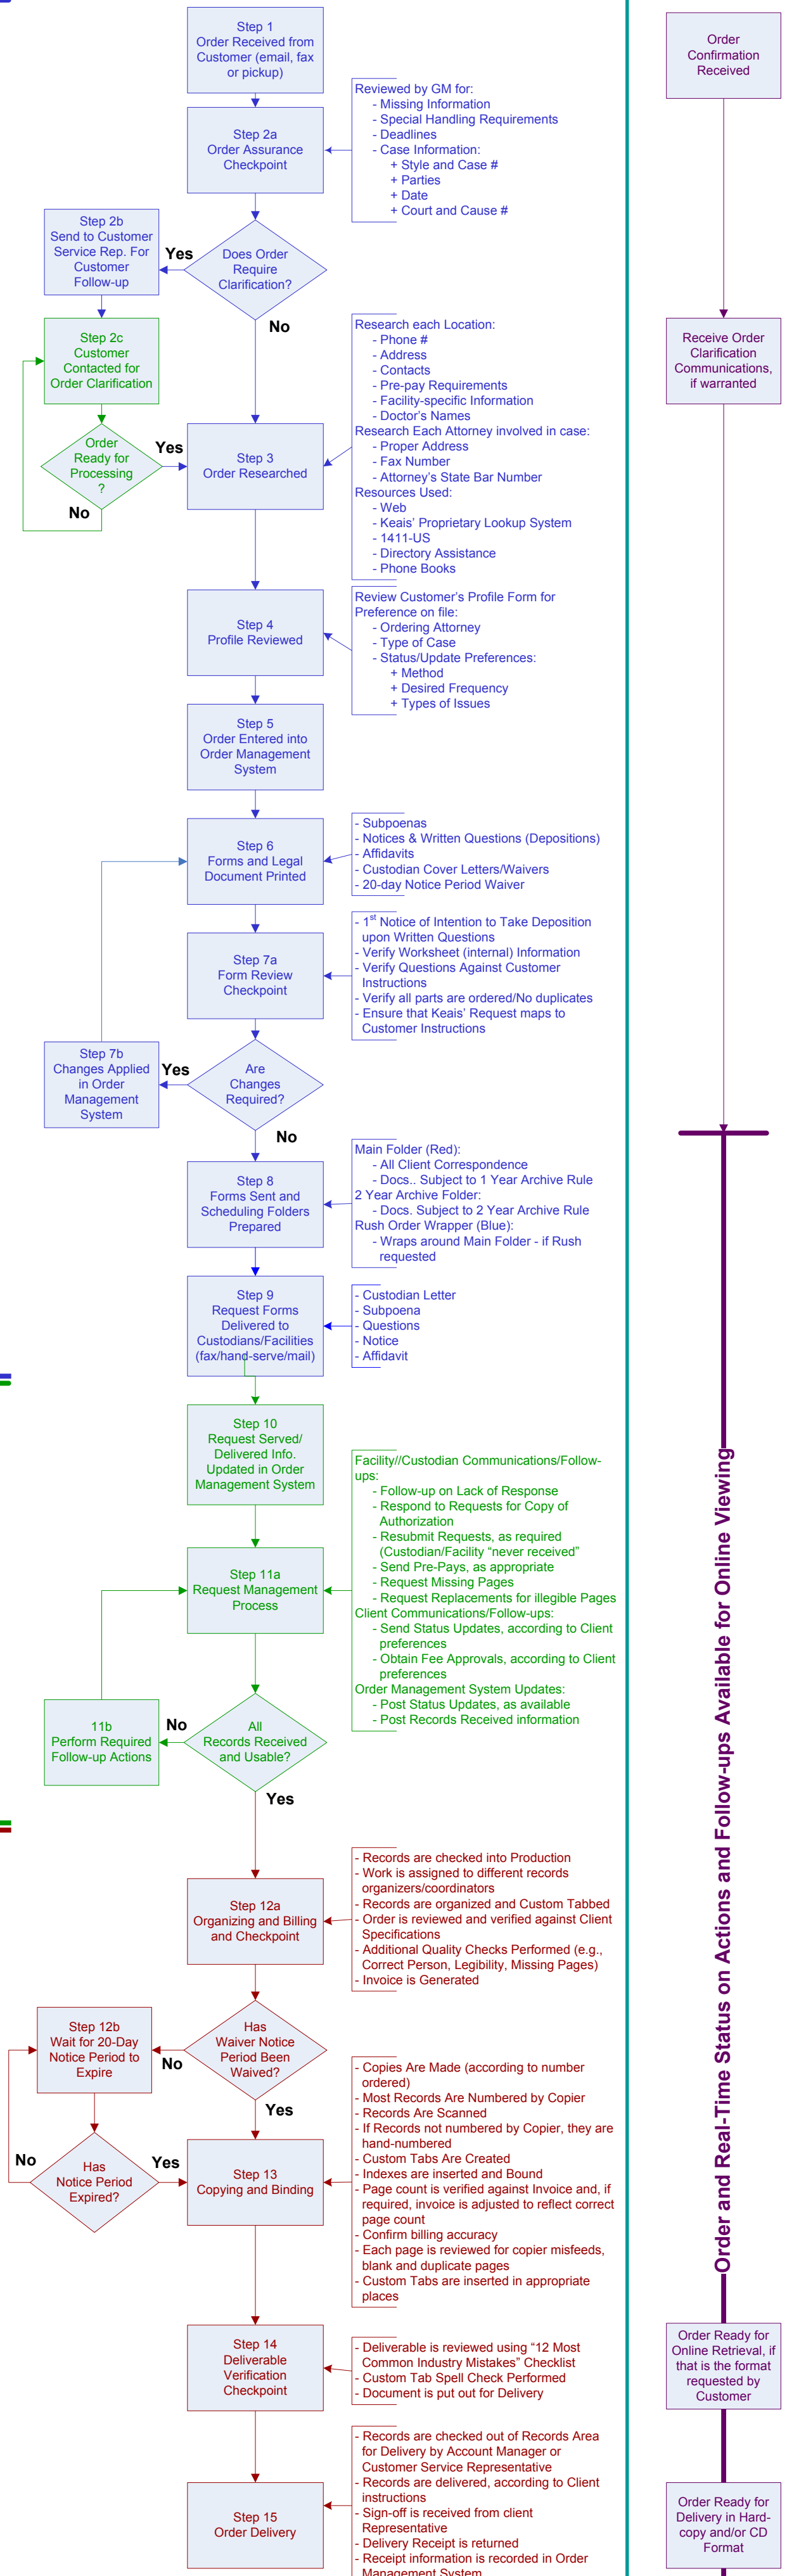 Step 1
Order Received from
Customer (email, fax
or pickup)
Step 2a
Order Assurance
Checkpoint
Reviewed by GM for:
- Missing Information
- Special Handling Requirements
- Deadlines
- Case Information:
+ Style and Case #
+ Parties
+ Date
+ Court and Cause #
Does Order
Require
Clarification?
Yes
No
Step 2b
Send to Customer
Service Rep. For
Customer
Follow-up
Step 2c
Customer
Contacted for
Order Clarification
Order
Ready for
Processing
?
Yes
No
Step 3
Order Researched
Research each Location:
- Phone #
- Address
- Contacts
- Pre-pay Requirements
- Facility-specific Information
- Doctor's Names
Research Each Attorney involved in case:
- Proper Address
- Fax Number
- Attorney's State Bar Number
Resources Used:
- Web
- Keais' Proprietary Lookup System
- 1411-US
- Directory Assistance
- Phone Books
Step 4
Profile Reviewed
Review Customer's Profile Form for
Preference on file:
- Ordering Attorney
- Type of Case
- Status/Update Preferences:
+ Method
+ Desired Frequency
+ Types of Issues
Step 5
Order Entered into
Order Management
System
Step 6
Forms and Legal
Document Printed
- Subpoenas
- Notices & Written Questions (Depositions)
- Affidavits
- Custodian Cover Letters/Waivers
- 20-day Notice Period Waiver
Step 7a
Form Review
Checkpoint
- 1st Notice of Intention to Take Deposition
upon Written Questions
- Verify Worksheet (internal) Information
- Verify Questions Against Customer
Instructions
- Verify all parts are ordered/No duplicates
- Ensure that Keais' Request maps to
Customer Instructions
Are
Changes
Required?
Yes
No
Step 7b
Changes Applied
in Order
Management
System
Step 8
Forms Sent and
Scheduling Folders
Prepared
Main Folder (Red):
- All Client Correspondence
- Docs.. Subject to 1 Year Archive Rule
2 Year Archive Folder:
- Docs. Subject to 2 Year Archive Rule
Rush Order Wrapper (Blue):
- Wraps around Main Folder - if Rush
requested
Step 9
Request Forms
Delivered to
Custodians/Facilities
(fax/hand-serve/mail)
- Custodian Letter
- Subpoena
- Questions
- Notice
- Affidavit
Step 10
Request Served/
Delivered Info.
Updated in Order
Management System
Step 11a
Request Management
Process
Facility//Custodian Communications/Follow-
ups:
- Follow-up on Lack of Response
- Respond to Requests for Copy of
Authorization
- Resubmit Requests, as required
(Custodian/Facility “never received”
- Send Pre-Pays, as appropriate
- Request Missing Pages
- Request Replacements for illegible Pages
Client Communications/Follow-ups:
- Send Status Updates, according to Client
preferences
- Obtain Fee Approvals, according to Client
preferences
Order Management System Updates:
- Post Status Updates, as available
- Post Records Received information
All
Records Received
and Usable?
No
Yes
11b
Perform Required
Follow-up Actions
Step 12a
Organizing and Billing
and Checkpoint
- Records are checked into Production
- Work is assigned to different records
organizers/coordinators
- Records are organized and Custom Tabbed
- Order is reviewed and verified against Client
Specifications
- Additional Quality Checks Performed (e.g.,
Correct Person, Legibility, Missing Pages)
- Invoice is Generated
Has
Waiver Notice
Period Been
Waived?
No
Yes
Step 12b
Wait for 20-Day
Notice Period to
Expire
Has
Notice Period
Expired?
No
Yes
Step 13
Copying and Binding
- Copies Are Made (according to number
ordered)
- Most Records Are Numbered by Copier
- Records Are Scanned
- If Records not numbered by Copier, they are
hand-numbered
- Custom Tabs Are Created
- Indexes are inserted and Bound
- Page count is verified against Invoice and, if
required, invoice is adjusted to reflect correct
page count
- Confirm billing accuracy
- Each page is reviewed for copier misfeeds,
blank and duplicate pages
- Custom Tabs are inserted in appropriate
places
Step 14
Deliverable
Verification
Checkpoint
- Deliverable is reviewed using “12 Most
Common Industry Mistakes” Checklist
- Custom Tab Spell Check Performed
- Document is put out for Delivery
Step 15
Order Delivery
- Records are checked out of Records Area
for Delivery by Account Manager or
Customer Service Representative
- Records are delivered, according to Client
instructions
- Sign-off is received from client
Representative
- Delivery Receipt is returned
- Receipt information is recorded in Order
Management System
Order
Confirmation
Received
Receive Order
Clarification
Communications,
if warranted
Order and Real-Time Status on Actions and Follow-ups Available for Online Viewing
Order Ready for
Online Retrieval, if
that is the format
requested by
Customer
Order Ready for
Delivery in Hard-
copy and/or CD
Format